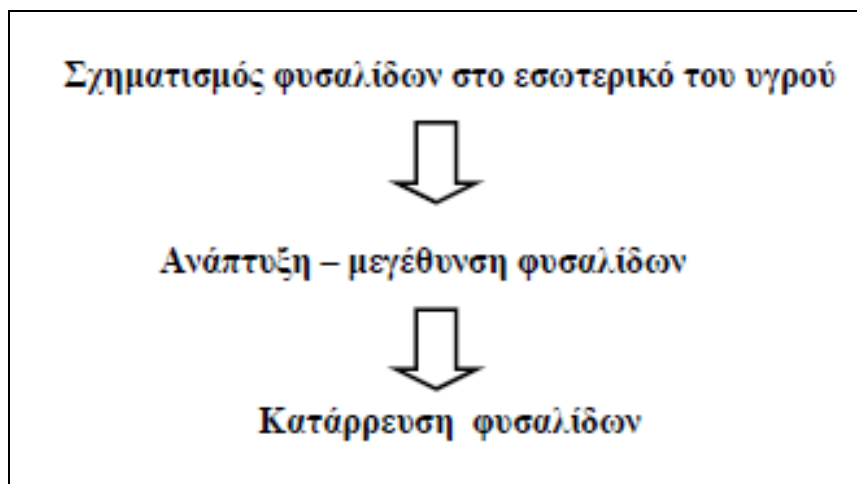 Σχηματισμός φυσαλίδων στο εσωτερικό του υγρού
Ανάπτυξη – μεγέθυνση φυσαλίδων
Κατάρρευση φυσαλίδων